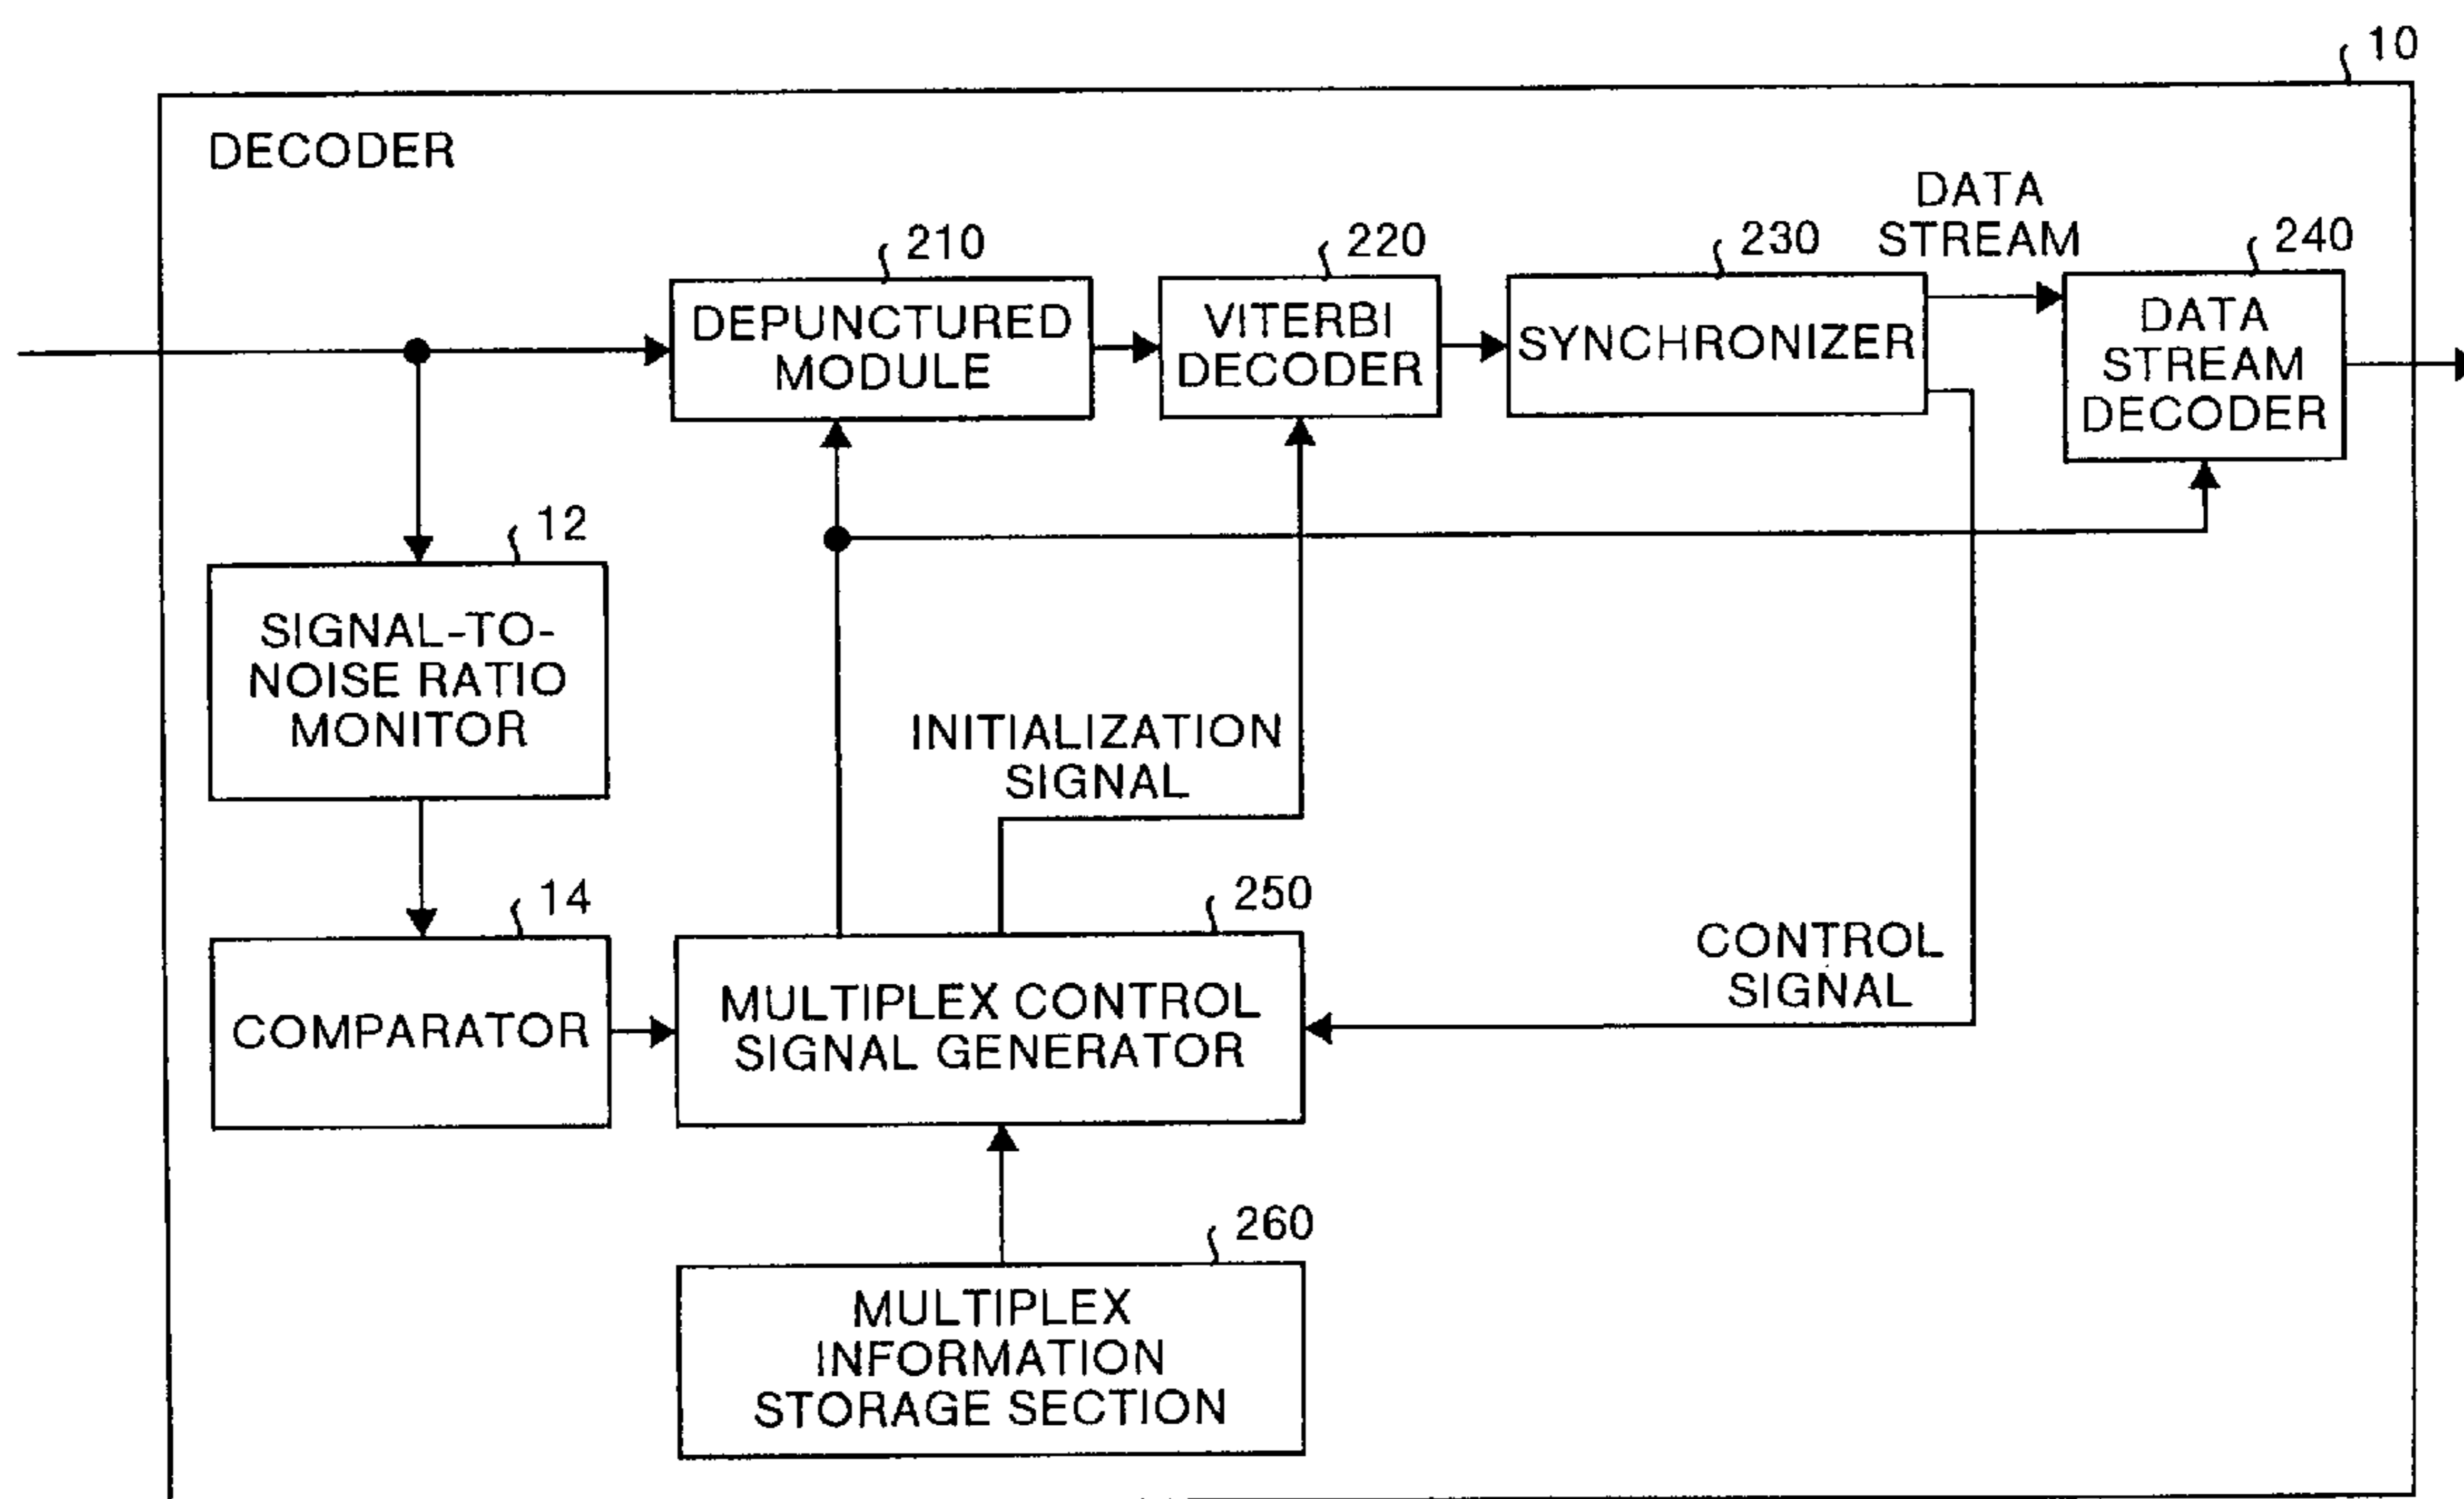 10
DECODER
DATA
STREAM
210
220
230
240
DEPUNCTURED
MODULE
VITERBI
DECODER
SYNCHRONIZER
DATA
STREAM
DECODER
12
SIGNAL-TO-
NOISE RATIO
MONITOR
INITIALIZATION
SIGNAL
14
250
COMPARATOR
MULTIPLEX CONTROL
SIGNAL GENERATOR
CONTROL
SIGNAL
260
MULTIPLEX
INFORMATION
STORAGE SECTION